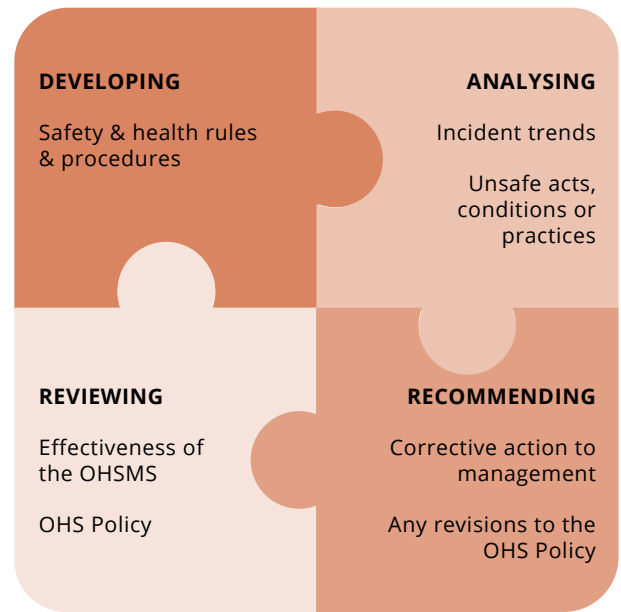 DEVELOPING
Safety & health rules
& procedures
ANALYSING
Incident trends
Unsafe acts,
conditions or
practices
REVIEWING
Effectiveness of
the OHSMS
OHS Policy
RECOMMENDING
Corrective action to
management
Any revisions to the
OHS Policy